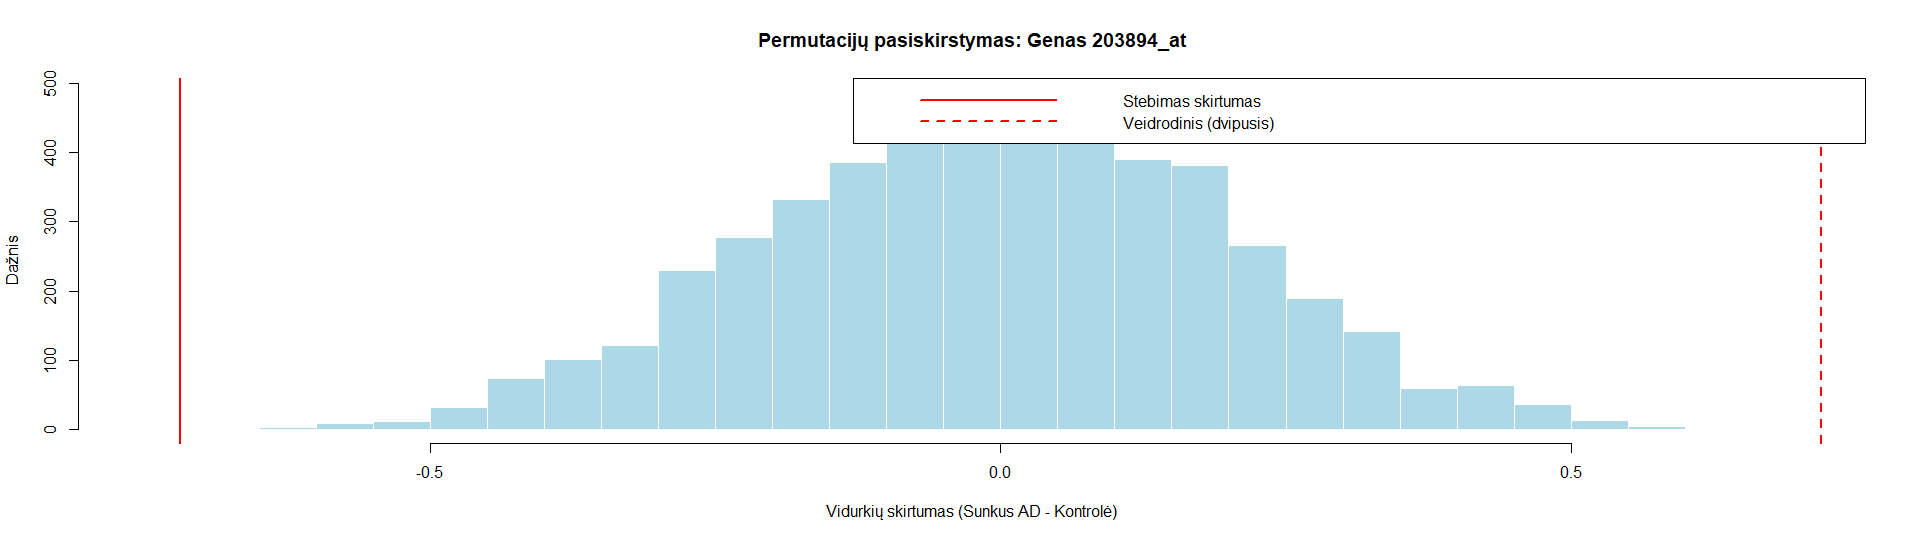 Permutacijų pasiskirstymas: Genas 203894_at
Stebimas skirtumas
Veidrodinis (dvipusis)
Dažnis
500
400
300
200
100
0
-0.5
0.0
0.5
Vidurkių skirtumas (Sunkus AD - Kontrolė)